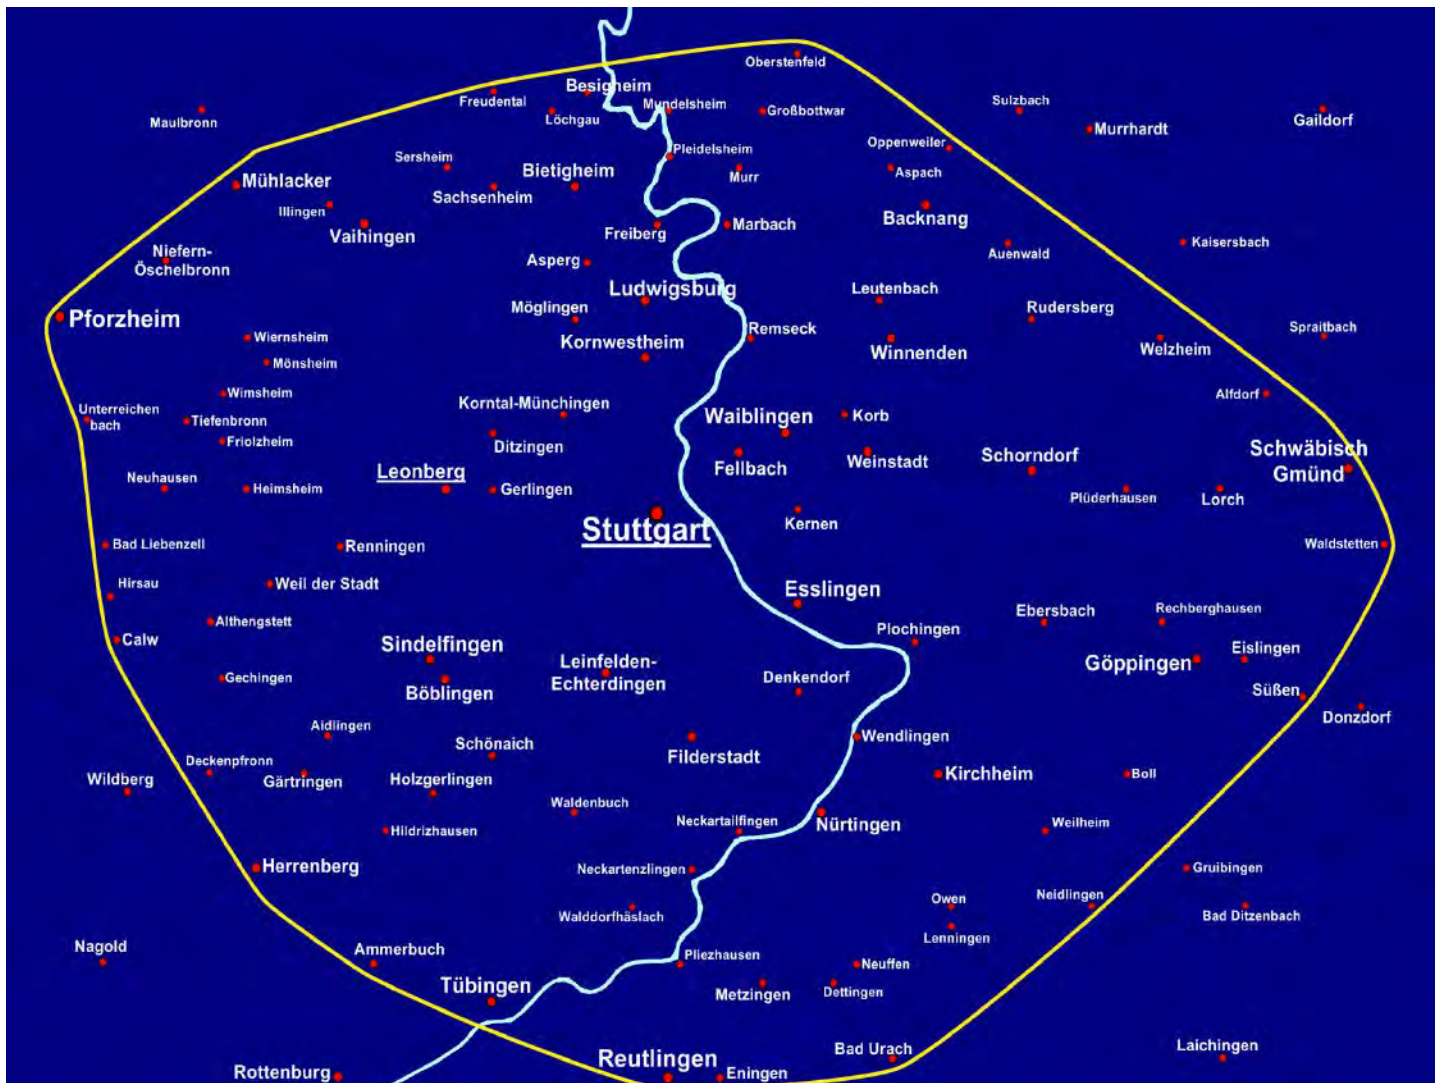 Oberstenfeld
Besigheim
Freudental
Mundelsheim
Großbottwar
Sulzbach
Maulbronn
Löchgau
Gaildorf
Murrhardt
Oppenweiler
Pleidelsheim
Sersheim
Bietigheim
Murr
Aspach
Mühlacker
Sachsenheim
Illingen
Backnang
Vaihingen
Freiberg
Marbach
Kaisersbach
Niefern-
Öschelbronn
Auenwald
Asperg
Ludwigsburg
Leutenbach
Möglingen
Rudersberg
Pforzheim
Remseck
Spraitbach
Wiernsheim
Kornwestheim
Winnenden
Welzheim
Mönsheim
Wimsheim
Alfdorf
Korntal-Münchingen
Unterreichen
bach
Tiefenbronn
Waiblingen
Korb
Friolzheim
Ditzingen
Schwäbisch
Gmünd
Leonberg
Fellbach
Weinstadt
Schorndorf
Neuhausen
Heimsheim
Gerlingen
Plüderhausen
Lorch
Stuttgart
Kernen
Bad Liebenzell
Renningen
Waldstetten
Hirsau
Weil der Stadt
Esslingen
Ebersbach
Rechberghausen
Althengstett
Plochingen
Calw
Sindelfingen
Leinfelden-
Echterdingen
Göppingen
Eislingen
Gechingen
Böblingen
Denkendorf
Süßen
Donzdorf
Aidlingen
Schönaich
Filderstadt
Wendlingen
Deckenpfronn
Wildberg
Gärtringen
Holzgerlingen
Kirchheim
Boll
Waldenbuch
Hildrizhausen
Neckartailfingen
Nürtingen
Weilheim
Herrenberg
Neckartenzlingen
Gruibingen
Owen
Neidlingen
Walddorfhäslach
Bad Ditzenbach
Lenningen
Nagold
Ammerbuch
Pliezhausen
Neuffen
Tübingen
Metzingen
Dettingen
Bad Urach
Laichingen
Reutlingen
Rottenburg
Eningen